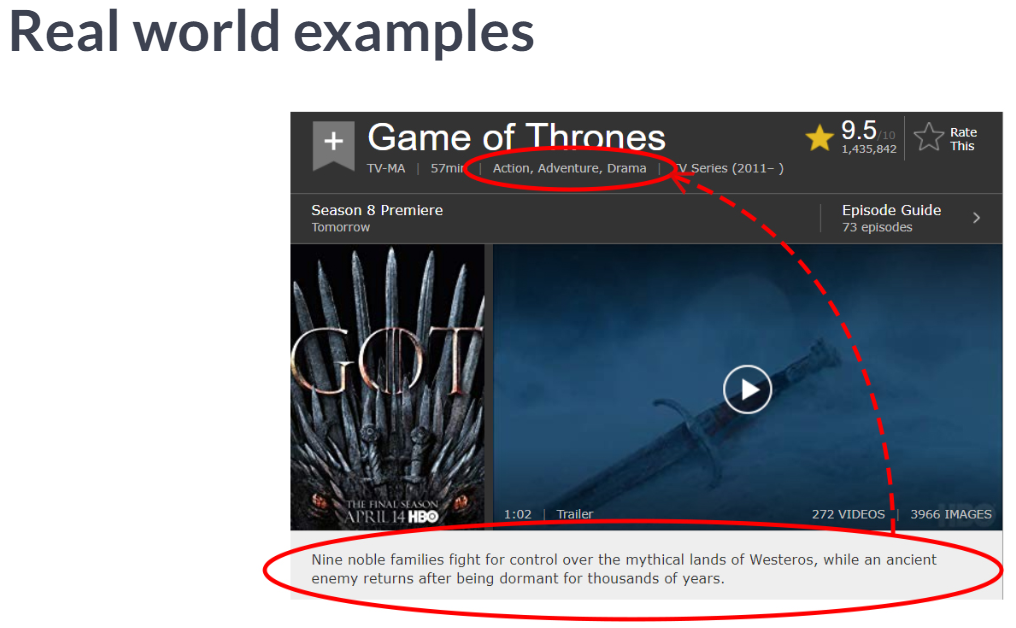 Real world examples
+ Game of Thrones
9.5/10
1,435,842
Rate
This
TV-MA | 57min | Action, Adventure, Drama | TV Series (2011– )
Season 8 Premiere
Tomorrow
Episode Guide
73 episodes
GOT
THE FINAL SEASON
APRIL 14 HBO
1:02 | Trailer
272 VIDEOS | 3966 IMAGES
HBO
Nine noble families fight for control over the mythical lands of Westeros, while an ancient
enemy returns after being dormant for thousands of years.